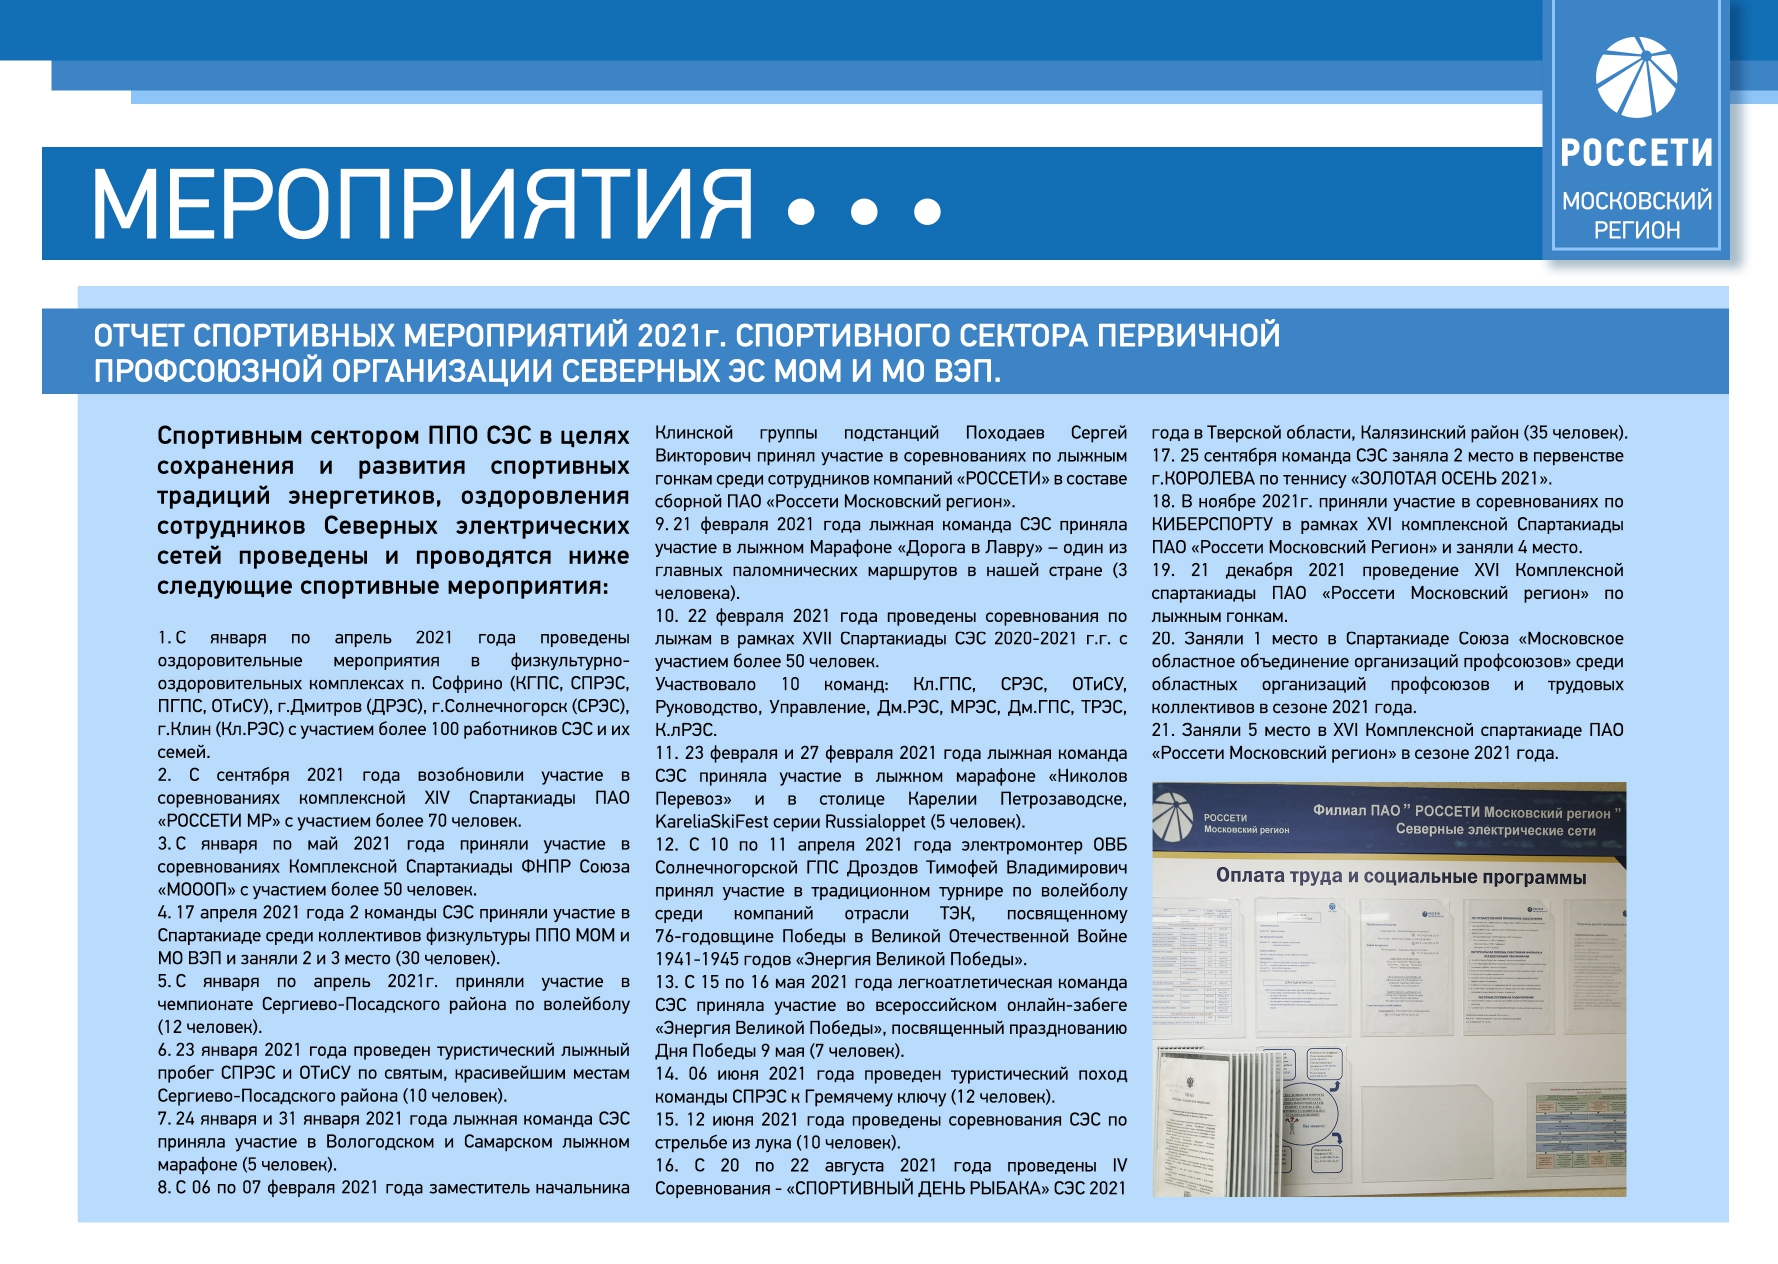 РОССЕТИ
МОСКОВСКИЙ
РЕГИОН
МЕРОПРИЯТИЯ • • •
ОТЧЕТ СПОРТИВНЫХ МЕРОПРИЯТИЙ 2021г. СПОРТИВНОГО СЕКТОРА ПЕРВИЧНОЙ
ПРОФСОЮЗНОЙ ОРГАНИЗАЦИИ СЕВЕРНЫХ ЭС МОМ И МО ВЭП.
Спортивным сектором ППО СЭС в целях
сохранения и развития спортивных
традиций энергетиков, оздоровления
сотрудников Северных электрических
сетей проведены и проводятся ниже
следующие спортивные мероприятия:
1. С января по апрель 2021 года проведены
оздоровительные мероприятия в физкультурно-
оздоровительных комплексах п. Софрино (КГПС, СПРЭС,
ПГПС, ОТиСУ), г.Дмитров (ДРЭС), г.Солнечногорск (СРЭС),
г.Клин (Кл.РЭС) с участием более 100 работников СЭС и их
семей.
2. С сентября 2021 года возобновили участие в
соревнованиях комплексной XIV Спартакиады ПАО
«РОССЕТИ МР» с участием более 70 человек.
3. С января по май 2021 года приняли участие в
соревнованиях Комплексной Спартакиады ФНПР Союза
«МОООП» с участием более 50 человек.
4. 17 апреля 2021 года 2 команды СЭС приняли участие в
Спартакиаде среди коллективов физкультуры ППО МОМ и
МО ВЭП и заняли 2 и 3 место (30 человек).
5. С января по апрель 2021г. приняли участие в
чемпионате Сергиево-Посадского района по волейболу
(12 человек).
6. 23 января 2021 года проведен туристический лыжный
пробег СПРЭС и ОТиСУ по святым, красивейшим местам
Сергиево-Посадского района (10 человек).
7. 24 января и 31 января 2021 года лыжная команда СЭС
приняла участие в Вологодском и Самарском лыжном
марафоне (5 человек).
8. С 06 по 07 февраля 2021 года заместитель начальника
Клинской группы подстанций Походаев Сергей
Викторович принял участие в соревнованиях по лыжным
гонкам среди сотрудников компаний «РОССЕТИ» в составе
сборной ПАО «Россети Московский регион».
9. 21 февраля 2021 года лыжная команда СЭС приняла
участие в лыжном Марафоне «Дорога в Лавру» – один из
главных паломнических маршрутов в нашей стране (3
человека).
10. 22 февраля 2021 года проведены соревнования по
лыжам в рамках XVII Спартакиады СЭС 2020-2021 г.г. с
участием более 50 человек.
Участвовало 10 команд: Кл.ГПС, СРЭС, ОТиСУ,
Руководство, Управление, Дм.РЭС, МРЭС, Дм.ГПС, ТРЭС,
К.лРЭС.
11. 23 февраля и 27 февраля 2021 года лыжная команда
СЭС приняла участие в лыжном марафоне «Николов
Перевоз» и в столице Карелии Петрозаводске,
KareliaSkiFest серии Russialoppet (5 человек).
12. С 10 по 11 апреля 2021 года электромонтер ОВБ
Солнечногорской ГПС Дроздов Тимофей Владимирович
принял участие в традиционном турнире по волейболу
среди компаний отрасли ТЭК, посвященному
76-годовщине Победы в Великой Отечественной Войне
1941-1945 годов «Энергия Великой Победы».
13. С 15 по 16 мая 2021 года легкоатлетическая команда
СЭС приняла участие во всероссийском онлайн-забеге
«Энергия Великой Победы», посвященный празднованию
Дня Победы 9 мая (7 человек).
14. 06 июня 2021 года проведен туристический поход
команды СПРЭС к Гремячему ключу (12 человек).
15. 12 июня 2021 года проведены соревнования СЭС по
стрельбе из лука (10 человек).
16. С 20 по 22 августа 2021 года проведены IV
Соревнования - «СПОРТИВНЫЙ ДЕНЬ РЫБАКА» СЭС 2021
года в Тверской области, Калязинский район (35 человек).
17. 25 сентября команда СЭС заняла 2 место в первенстве
г.КОРОЛЕВА по теннису «ЗОЛОТАЯ ОСЕНЬ 2021».
18. В ноябре 2021г. приняли участие в соревнованиях по
КИБЕРСПОРТУ в рамках XVI комплексной Спартакиады
ПАО «Россети Московский Регион» и заняли 4 место.
19. 21 декабря 2021 проведение XVI Комплексной
спартакиады ПАО «Россети Московский регион» по
лыжным гонкам.
20. Заняли 1 место в Спартакиаде Союза «Московское
областное объединение организаций профсоюзов» среди
областных организаций профсоюзов и трудовых
коллективов в сезоне 2021 года.
21. Заняли 5 место в XVI Комплексной спартакиаде ПАО
«Россети Московский регион» в сезоне 2021 года.
РОССЕТИ
Московский регион
Филиал ПАО " РОССЕТИ Московский регион "
Северные электрические сети
Оплата труда и социальные программы